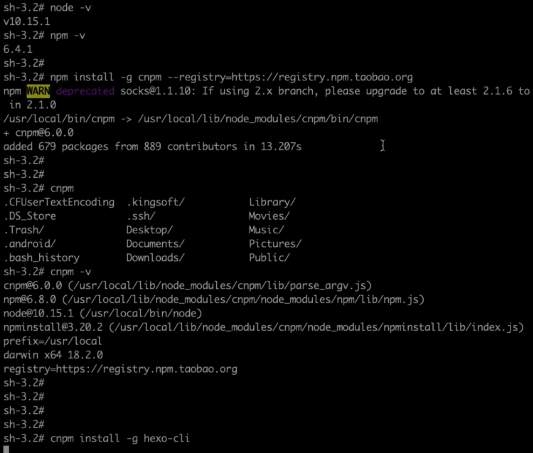 sh-3.2# node -v
v10.15.1
sh-3.2# npm -v
6.4.1
sh-3.2#
sh-3.2# npm install -g cnpm --registry=https://registry.npm.taobao.org
npm WARN deprecated socks@1.1.10: If using 2.x branch, please upgrade to at least 2.1.6 to
in 2.1.0
/usr/local/bin/cnpm -> /usr/local/lib/node_modules/cnpm/bin/cnpm
+ cnpm@6.0.0
added 679 packages from 889 contributors in 13.207s
sh-3.2#
sh-3.2#
sh-3.2# cnpm
.CFUserTextEncoding .kingsoft/ Library/
.DS_Store .ssh/ Movies/
.Trash/ Desktop/ Music/
.android/ Documents/ Pictures/
.bash_history Downloads/ Public/
sh-3.2# cnpm -v
cnpm@6.0.0 (/usr/local/lib/node_modules/cnpm/lib/parse_argv.js)
npm@6.8.0 (/usr/local/lib/node_modules/cnpm/node_modules/npm/lib/npm.js)
node@10.15.1 (/usr/local/bin/node)
npminstall@3.20.2 (/usr/local/lib/node_modules/cnpm/node_modules/npminstall/lib/index.js)
prefix=/usr/local
darwin x64 18.2.0
registry=https://registry.npm.taobao.org
sh-3.2#
sh-3.2#
sh-3.2#
sh-3.2#
sh-3.2# cnpm install -g hexo-cli